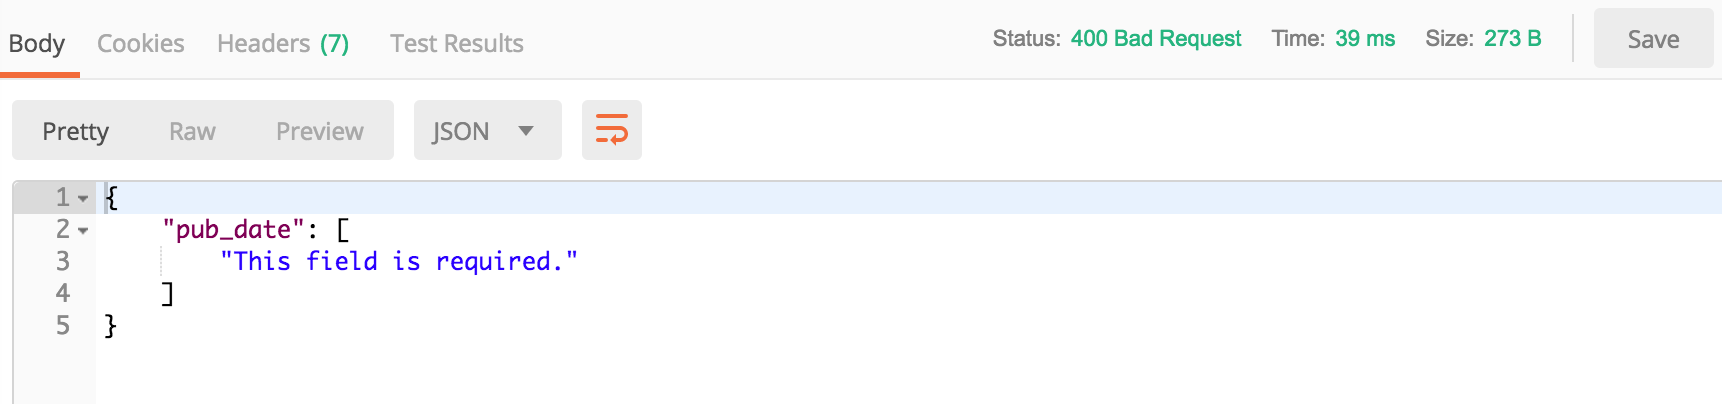 Body Cookies Headers (7) Test Results Status: 400 Bad Request Time: 39 ms Size: 273 B Save
Pretty Raw Preview JSON
1 {
2 "pub_date": [
3 "This field is required."
4 ]
5 }